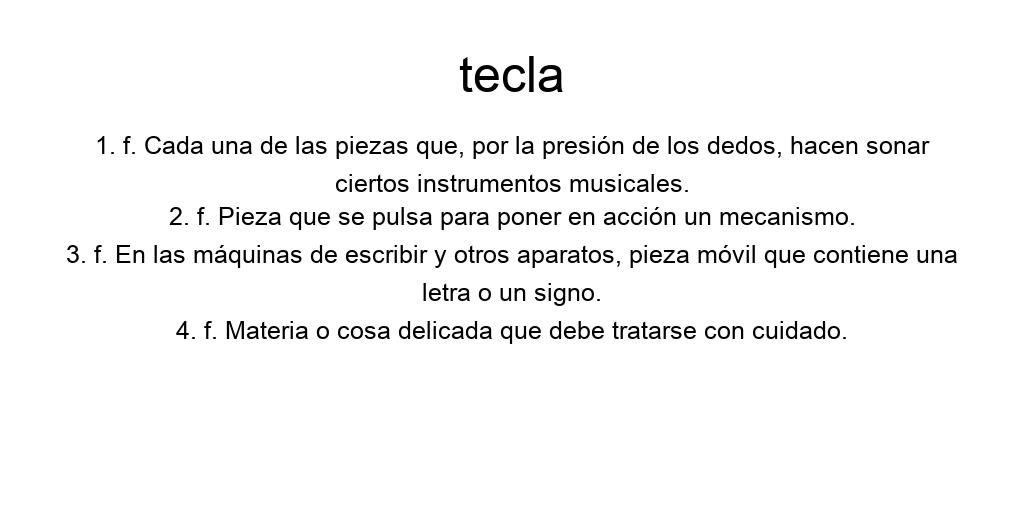 tecla
1. f. Cada una de las piezas que, por la presión de los dedos, hacen sonar
ciertos instrumentos musicales.
2. f. Pieza que se pulsa para poner en acción un mecanismo.
3. f. En las máquinas de escribir y otros aparatos, pieza móvil que contiene una
letra o un signo.
4. f. Materia o cosa delicada que debe tratarse con cuidado.